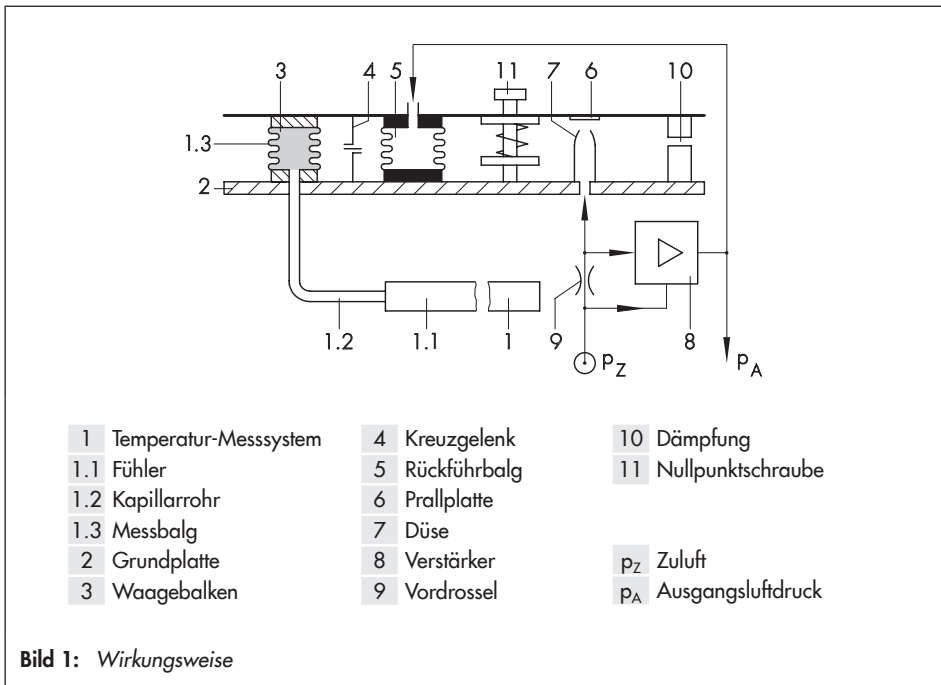 3 4 5 11 7 6 10
1.3
2
1.2 1.1 1 9 pZ 8 pA
1 Temperatur-Messsystem
1.1 Fühler
1.2 Kapillarrohr
1.3 Messbalg
2 Grundplatte
3 Waagebalken
4 Kreuzgelenk
5 Rückführbalg
6 Prallplatte
7 Düse
8 Verstärker
9 Vordrossel
10 Dämpfung
11 Nullpunktschraube
pZ Zuluft
pA Ausgangsluftdruck
Bild 1: Wirkungsweise